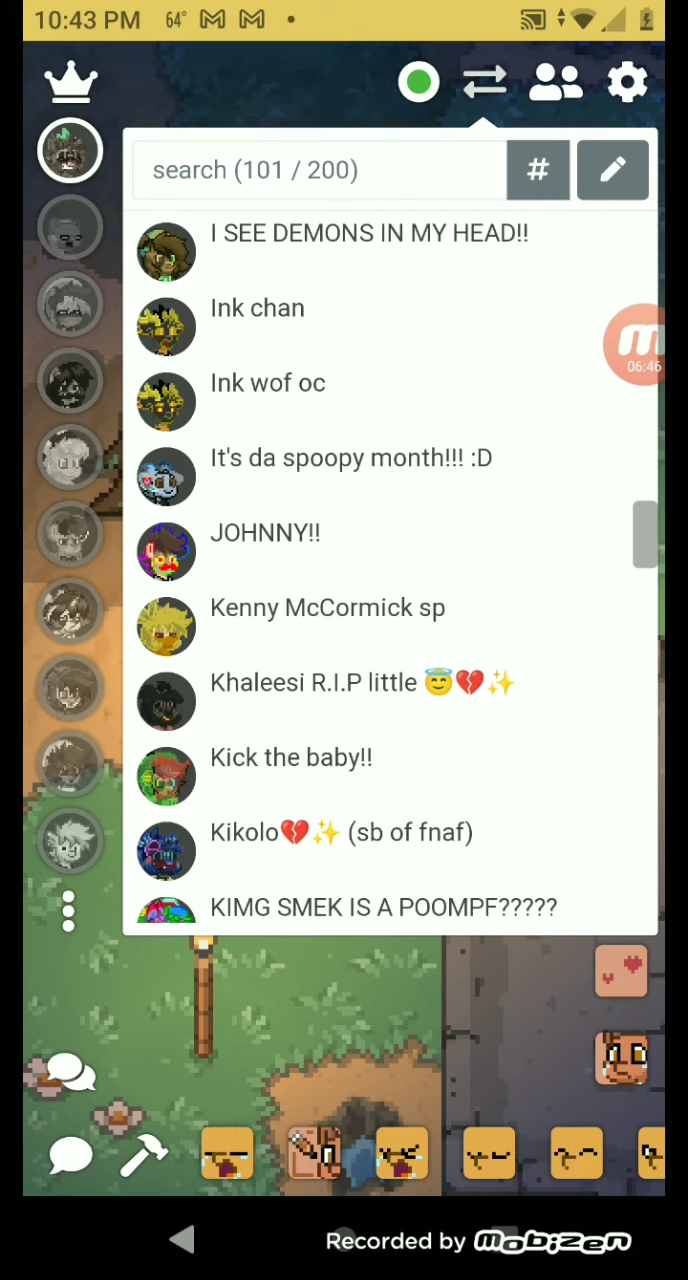 10:43 PM 64°
search (101 / 200)
#
I SEE DEMONS IN MY HEAD!!
Ink chan
06:46
Ink wof oc
It's da spoopy month!!! :D
JOHNNY!!
Kenny McCormick sp
Khaleesi R.I.P little 😇💔✨
Kick the baby!!
Kikolo💔✨ (sb of fnaf)
KIMG SMEK IS A POOMPF?????
Recorded by mobizen